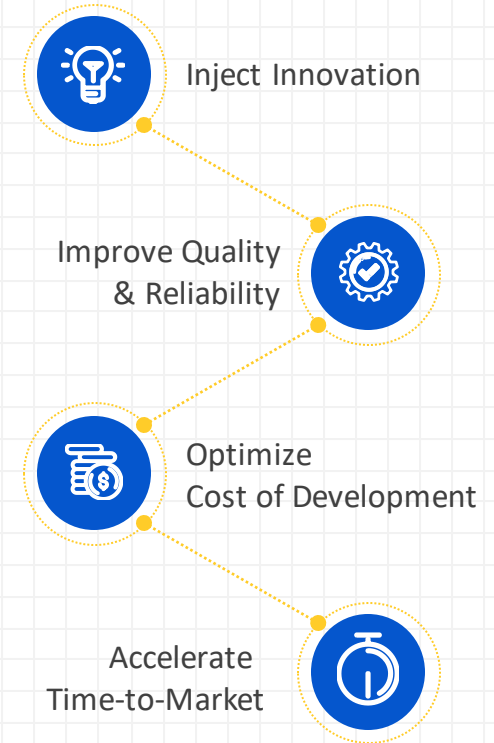 Inject Innovation
Improve Quality
& Reliability
$
Optimize
Cost of Development
Accelerate
Time-to-Market